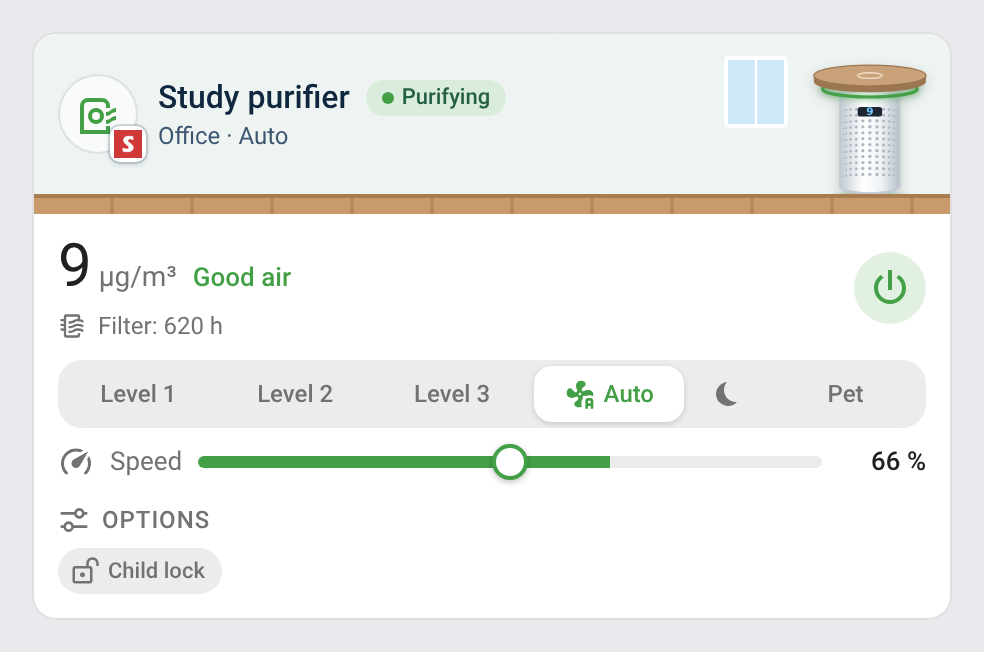 Study purifier
Purifying
S
Office · Auto
9
9 µg/m³ Good air
Filter: 620 h
Level 1 Level 2 Level 3 Auto Pet
Speed 66 %
OPTIONS
Child lock